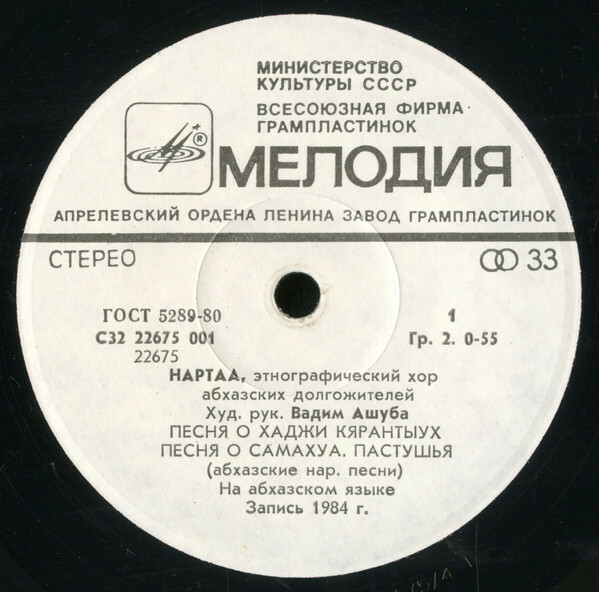 МИНИСТЕРСТВО
КУЛЬТУРЫ СССР
ВСЕСОЮЗНАЯ ФИРМА
ГРАМПЛАСТИНОК
®
МЕЛОДИЯ
АПРЕЛЕВСКИЙ ОРДЕНА ЛЕНИНА ЗАВОД ГРАМПЛАСТИНОК
СТЕРЕО 33
ГОСТ 5289-80 1
С32 22675 001 Гр. 2. 0-55
22675
НАРТАА, этнографический хор
абхазских долгожителей
Худ. рук. Вадим Ашуба
ПЕСНЯ О ХАДЖИ КЯРАНТЫУХ
ПЕСНЯ О САМАХУА. ПАСТУШЬЯ
(абхазские нар. песни)
На абхазском языке
Запись 1984 г.